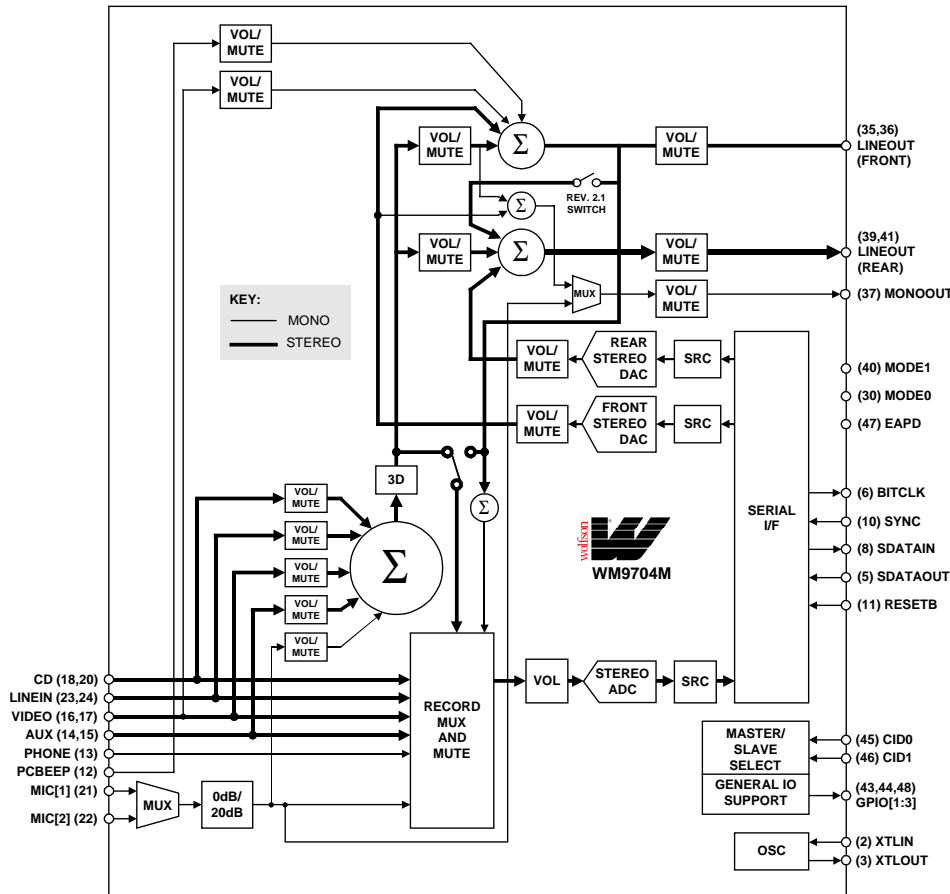 VOL/
MUTE
VOL/
MUTE
VOL/
MUTE
Σ
VOL/
MUTE
(35,36)
LINEOUT
(FRONT)
REV. 2.1
SWITCH
Σ
VOL/
MUTE
Σ
VOL/
MUTE
(39,41)
LINEOUT
(REAR)
KEY:
MONO
STEREO
MUX
VOL/
MUTE
(37) MONOOUT
VOL/
MUTE
REAR
STEREO
DAC
SRC
(40) MODE1
(30) MODE0
VOL/
MUTE
FRONT
STEREO
DAC
SRC
(47) EAPD
3D
VOL/
MUTE
VOL/
MUTE
VOL/
MUTE
VOL/
MUTE
VOL/
MUTE
Σ
Σ
wolfson
WM9704M
SERIAL
I/F
(6) BITCLK
(10) SYNC
(8) SDATAIN
(5) SDATAOUT
(11) RESETB
CD (18,20)
LINEIN (23,24)
VIDEO (16,17)
AUX (14,15)
PHONE (13)
PCBEEP (12)
MIC[1] (21)
MIC[2] (22)
MUX
0dB/
20dB
RECORD
MUX
AND
MUTE
VOL
STEREO
ADC
SRC
MASTER/
SLAVE
SELECT
GENERAL IO
SUPPORT
(45) CID0
(46) CID1
(43,44,48)
GPIO[1:3]
OSC
(2) XTLIN
(3) XTLOUT